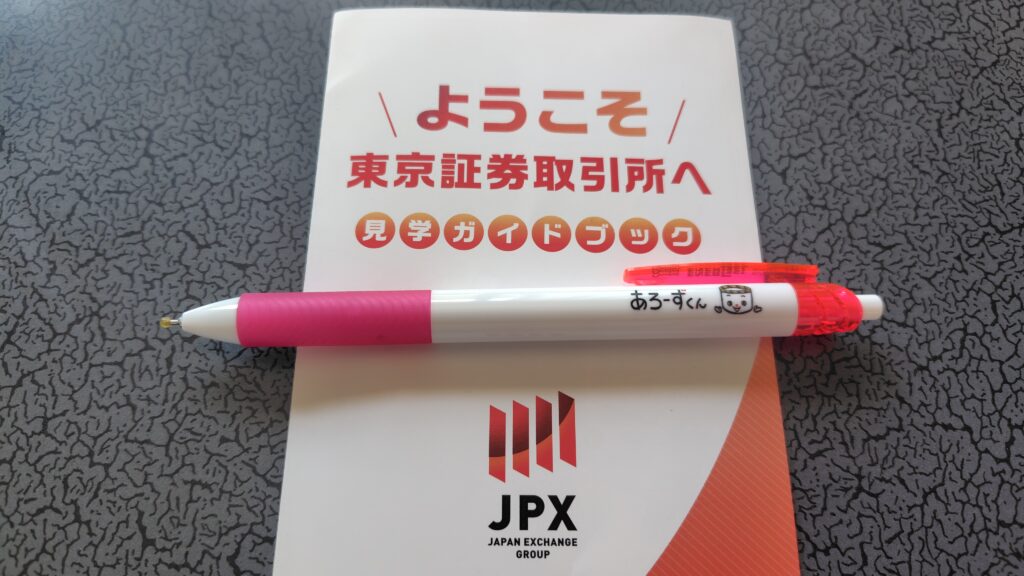 ようこそ
東京証券取引所へ
見学ガイドブック
あろーずくん
JPX
JAPAN EXCHANGE
GROUP